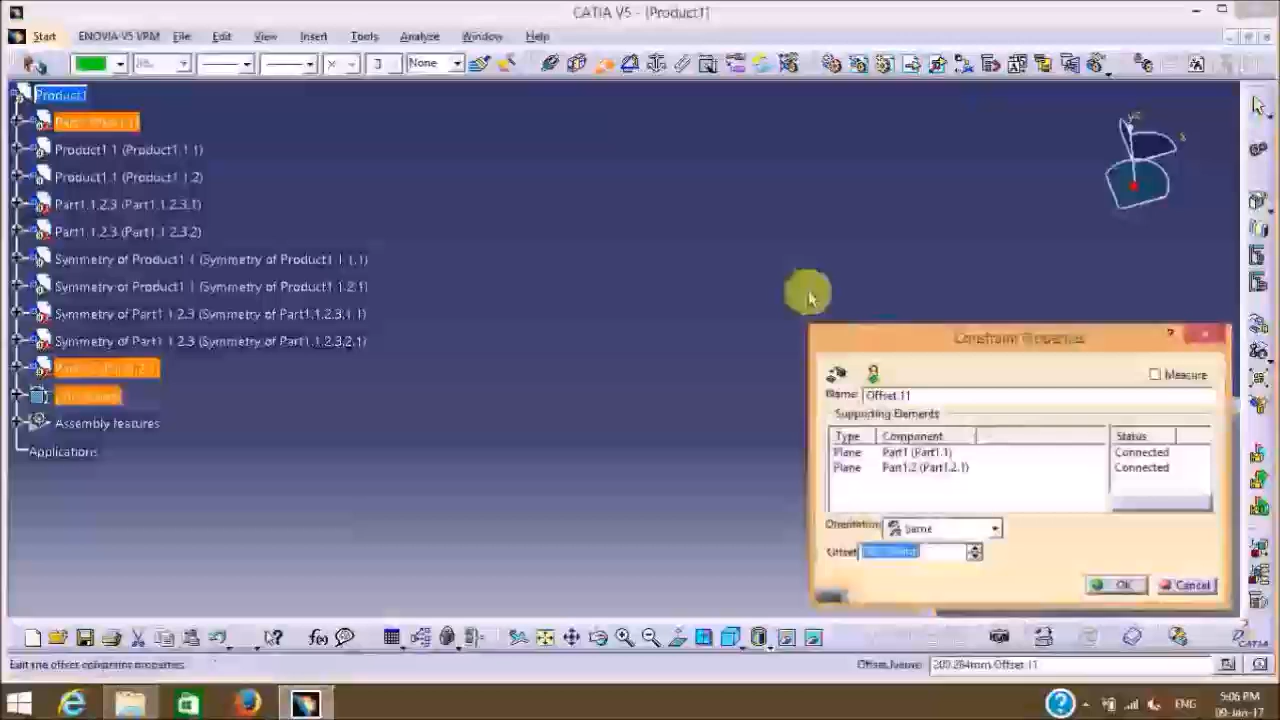 CATIA V5 - [Product1]
Start ENOVIA V5 VPM File Edit View Insert Tools Analyze Window Help
None
Product1
Product1.1 (Product1.1.1)
Product1.1 (Product1.1.2)
Part1.1.2.3 (Part1.1.2.3.1)
Part1.1.2.3 (Part1.1.2.3.2)
Symmetry of Product1.1 (Symmetry of Product1.1.1.1)
Symmetry of Product1.1 (Symmetry of Product1.1.2.1)
Symmetry of Part1.1.2.3 (Symmetry of Part1.1.2.3.1.1)
Symmetry of Part1.1.2.3 (Symmetry of Part1.1.2.3.2.1)
Assembly features
Applications
Constraint Properties
Measure
Name: Offset.11
Supporting Elements
Type Component Status
Plane Part1 (Part1.1) Connected
Plane Part1.2 (Part1.2.1) Connected
Orientation Same
Offset
OK Cancel
f(x)
CATIA
Edit the offset constraint properties
Offset,Name:
ENG
5:06 PM
09-Jan-17